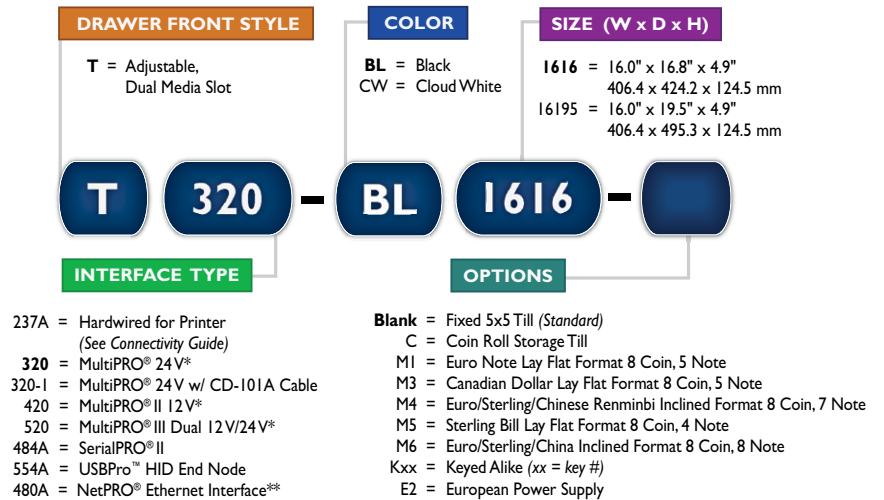 DRAWER FRONT STYLE
COLOR
SIZE (W x D x H)
T = Adjustable,
Dual Media Slot
BL = Black
CW = Cloud White
1616 = 16.0" x 16.8" x 4.9"
406.4 x 424.2 x 124.5 mm
16195 = 16.0" x 19.5" x 4.9"
406.4 x 495.3 x 124.5 mm
T 320 - BL 1616 -
INTERFACE TYPE
OPTIONS
237A = Hardwired for Printer
(See Connectivity Guide)
320 = MultiPRO® 24V*
320-1 = MultiPRO® 24V w/ CD-101A Cable
420 = MultiPRO® II 12V*
520 = MultiPRO® III Dual 12V/24V*
484A = SerialPRO® II
554A = USBPro™ HID End Node
480A = NetPRO® Ethernet Interface**
Blank = Fixed 5x5 Till (Standard)
C = Coin Roll Storage Till
M1 = Euro Note Lay Flat Format 8 Coin, 5 Note
M3 = Canadian Dollar Lay Flat Format 8 Coin, 5 Note
M4 = Euro/Sterling/Chinese Renminbi Inclined Format 8 Coin, 7 Note
M5 = Sterling Bill Lay Flat Format 8 Coin, 4 Note
M6 = Euro/Sterling/China Inclined Format 8 Coin, 8 Note
Kxx = Keyed Alike (xx = key #)
E2 = European Power Supply